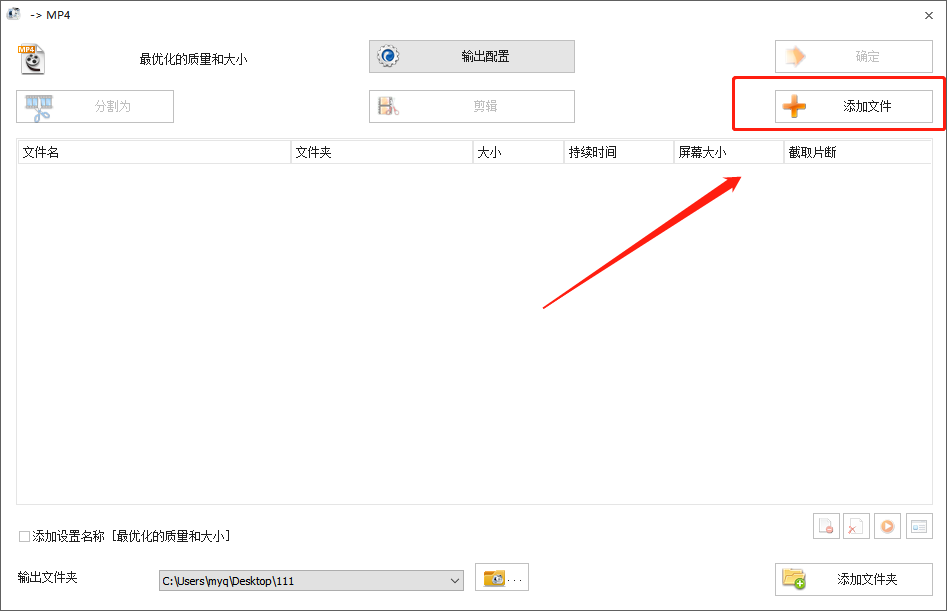 -> MP4
MP4
最优化的质量和大小
输出配置
确定
分割为
剪辑
添加文件
文件名 文件夹 大小 持续时间 屏幕大小 截取片断
添加设置名称 [最优化的质量和大小]
输出文件夹
C:\Users\myq\Desktop\111
...
添加文件夹